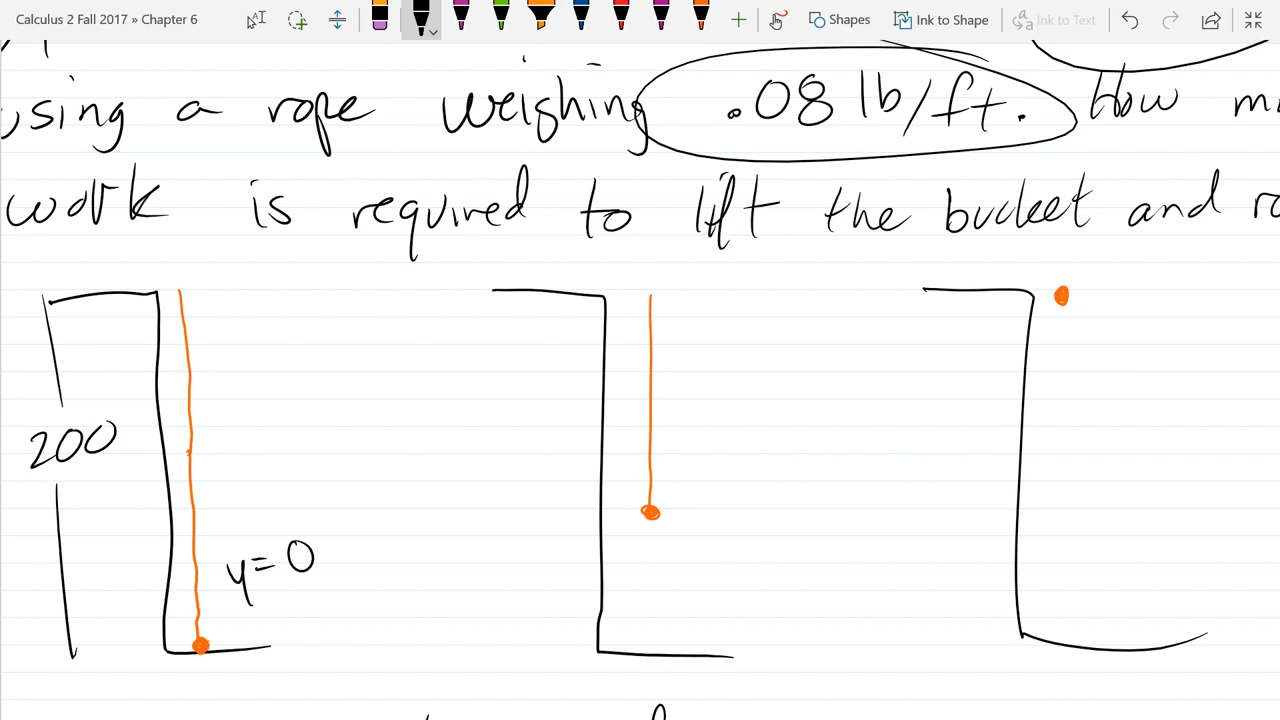 Calculus 2 Fall 2017 » Chapter 6
Shapes
Ink to Shape
Ink to Text
using a rope weighing .08 lb/ft. How
work is required to lift the bucket and
200
y=0